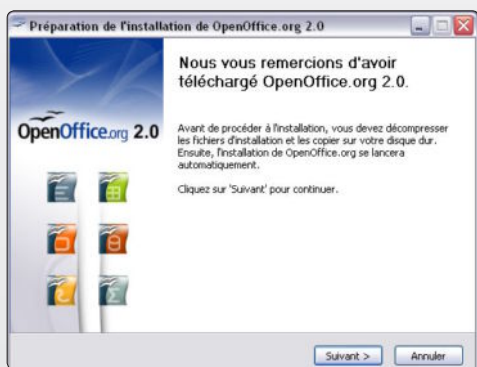 Préparation de l'installation de OpenOffice.org 2.0
Nous vous remercions d'avoir
téléchargé OpenOffice.org 2.0.
OpenOffice.org 2.0
Avant de procéder à l'installation, vous devez décompresser
les fichiers d'installation et les copier sur votre disque dur.
Ensuite, l'installation de OpenOffice.org se lancera
automatiquement.
Cliquez sur 'Suivant' pour continuer.
Suivant >
Annuler